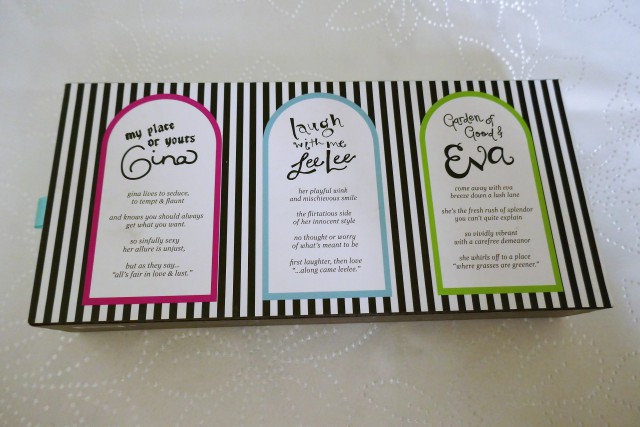 my place
or yours
Gina
gina lives to seduce,
to tempt & flaunt
and knows you should always
get what you want.
so sinfully sexy
her allure is unjust,
but as they say...
"all's fair in love & lust."
laugh
with me
LeeLee
her playful wink
and mischievous smile
the flirtatious side
of her innocent style
no thought or worry
of what's meant to be
first laughter, then love
"...along came leelee."
Garden of
Good &
Eva
come away with eva
breeze down a lush lane
she's the fresh rush of splendor
you can't quite explain
so vividly vibrant
with a carefree demeanor
she whirls off to a place
"where grasses are greener."